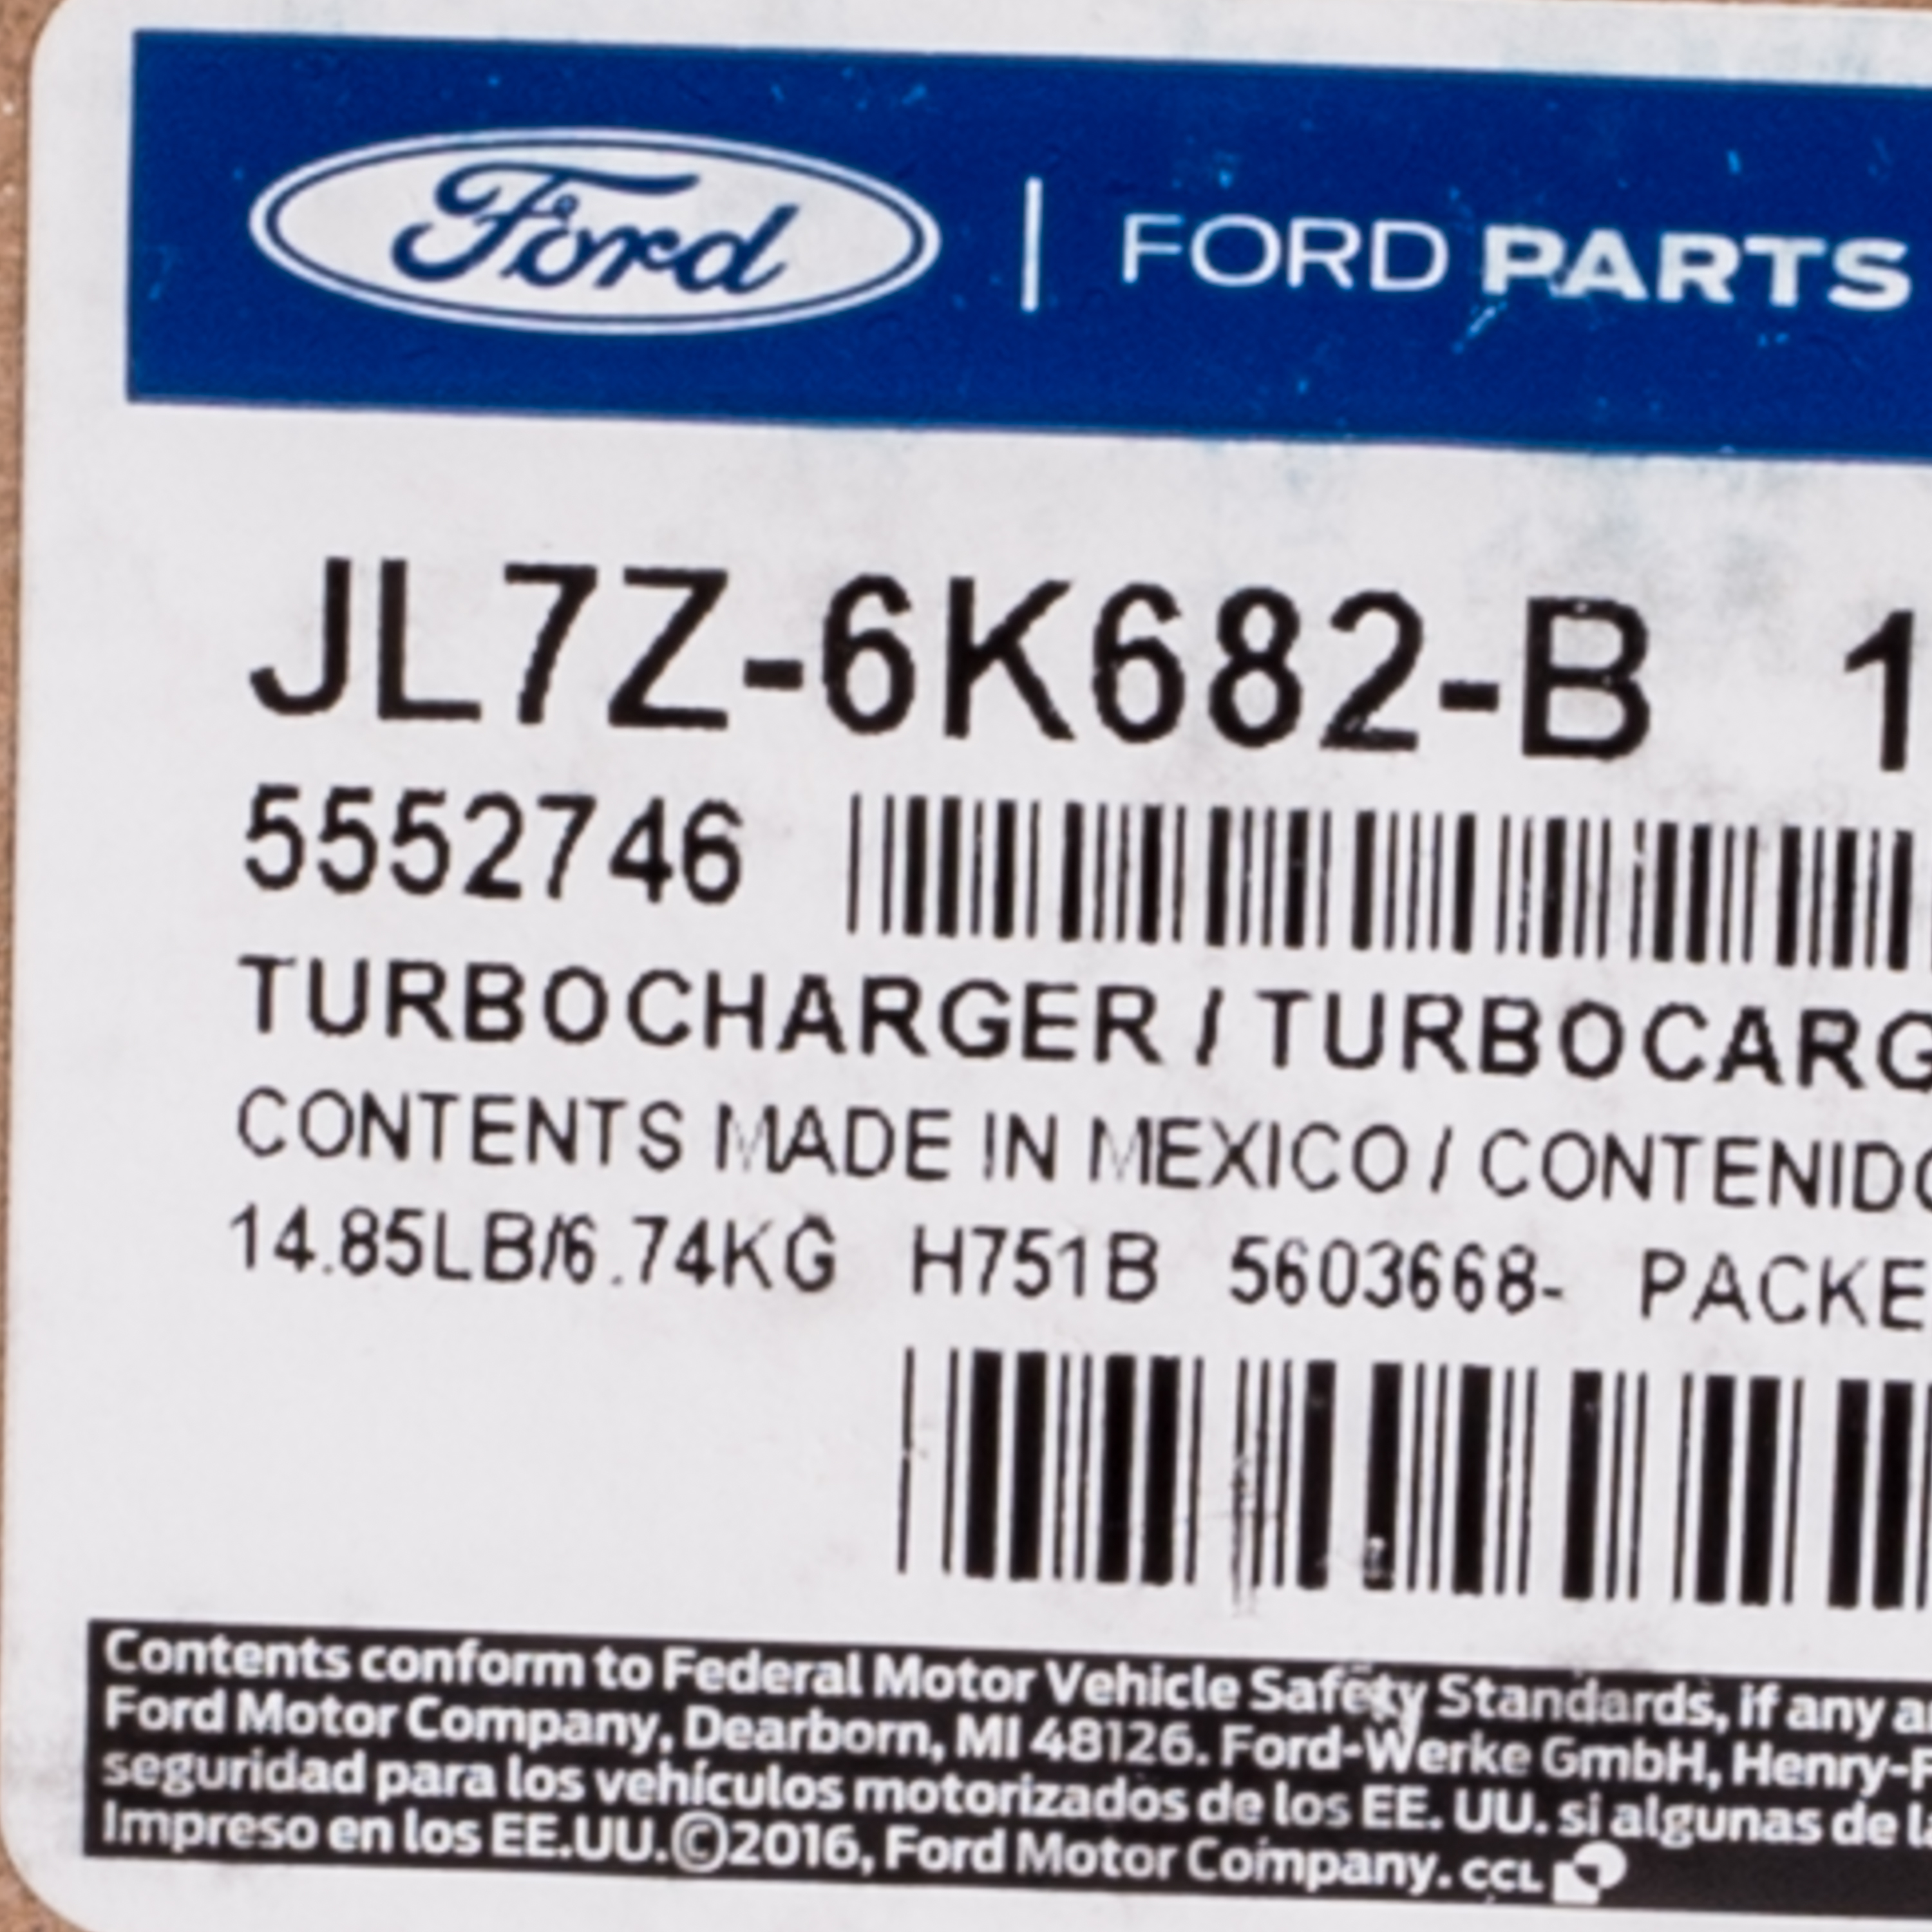 Ford | FORD PARTS
JL7Z-6K682-B 1
5552746
TURBOCHARGER / TURBOCARG
CONTENTS MADE IN MEXICO / CONTENIDO
14.85LB/6.74KG H751B 5603668- PACKE
Contents conform to Federal Motor Vehicle Safety Standards, if any a
Ford Motor Company, Dearborn, MI 48126. Ford-Werke GmbH, Henry-F
seguridad para los vehículos motorizados de los EE. UU. si algunas de la
Impreso en los EE.UU.©2016, Ford Motor Company. CCL